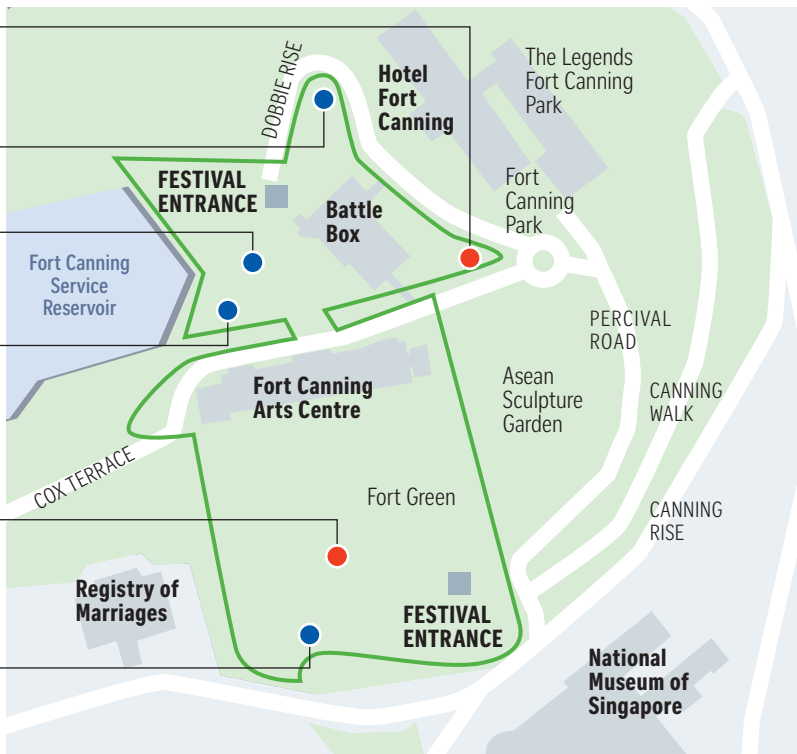 DOBBIE RISE
Hotel
Fort
Canning
The Legends
Fort Canning
Park
FESTIVAL
ENTRANCE
Battle
Box
Fort
Canning
Park
Fort Canning
Service
Reservoir
PERCIVAL
ROAD
Fort Canning
Arts Centre
Asean
Sculpture
Garden
CANNING
WALK
COX TERRACE
Fort Green
CANNING
RISE
Registry of
Marriages
FESTIVAL
ENTRANCE
National
Museum of
Singapore